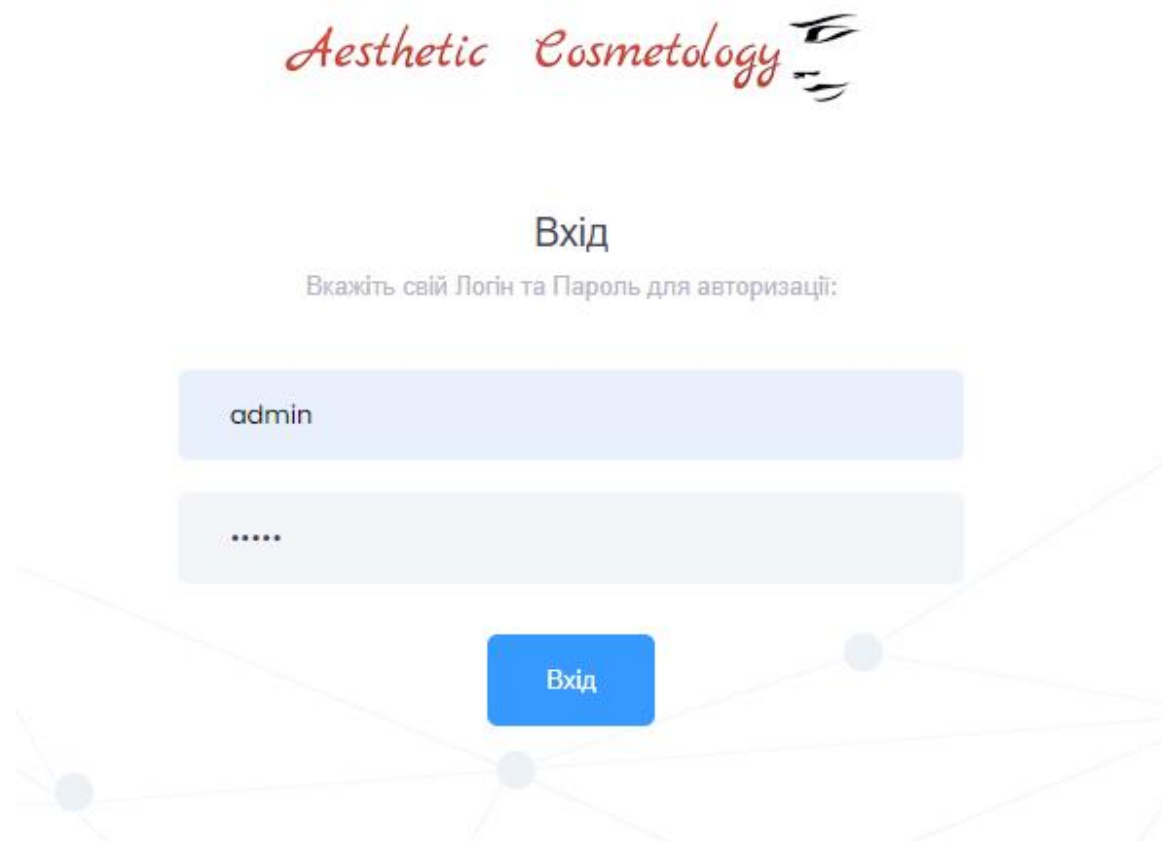 Aesthetic Cosmetology
Вхід
Вкажіть свій Логін та Пароль для авторизації:
admin
•••••
Вхід